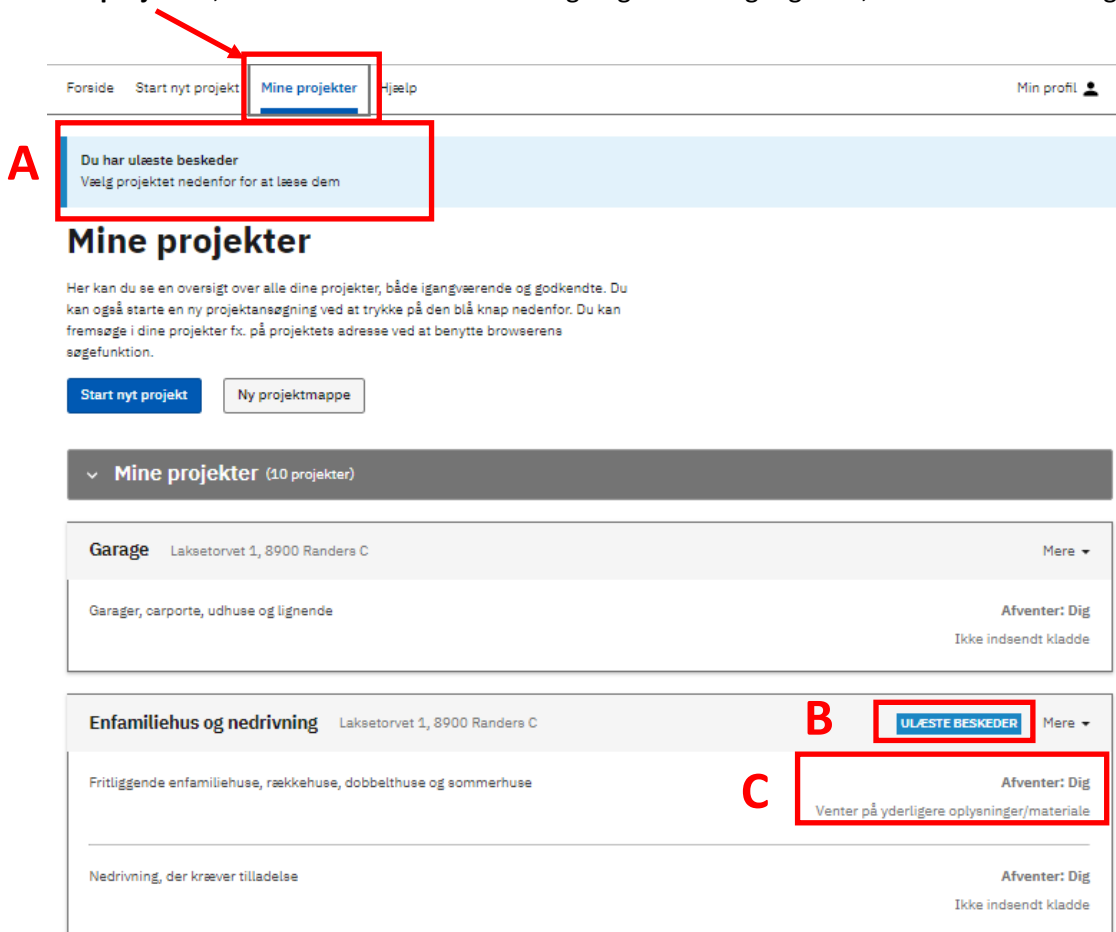 Forside Start nyt projekt Mine projekter Hjælp Min profil
A
Du har ulæste beskeder
Vælg projektet nedenfor for at læse dem
Mine projekter
Her kan du se en oversigt over alle dine projekter, både igangværende og godkendte. Du
kan også starte en ny projektansøgning ved at trykke på den blå knap nedenfor. Du kan
fremsøge i dine projekter fx. på projektets adresse ved at benytte browserens
søgefunktion.
Start nyt projekt Ny projektmappe
Mine projekter (10 projekter)
Garage Laksetorvet 1, 8900 Randers C Mere
Garager, carporte, udhuse og lignende Afventer: Dig
Ikke indsendt kladde
Enfamiliehus og nedrivning Laksetorvet 1, 8900 Randers C B ULÆSTE BESKEDER Mere
Fritliggende enfamiliehuse, rækkehuse, dobbelthuse og sommerhuse C Afventer: Dig
Venter på yderligere oplysninger/materiale
Nedrivning, der kræver tilladelse Afventer: Dig
Ikke indsendt kladde